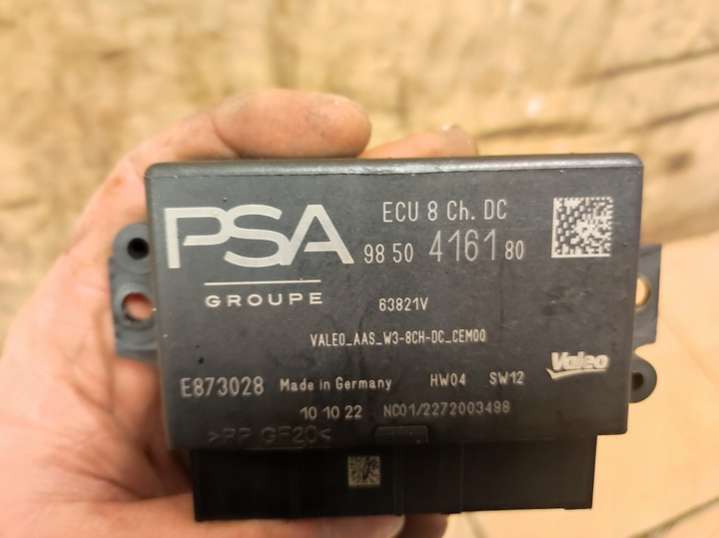 PSA
GROUPE
ECU 8 Ch. DC
98 50 4161 80
63821V
VALEO_AAS_W3-8CH-DC_CEM00
Valeo
E873028 Made in Germany HW04 SW12
10 10 22 NC01/2272003498
>PP GF20<